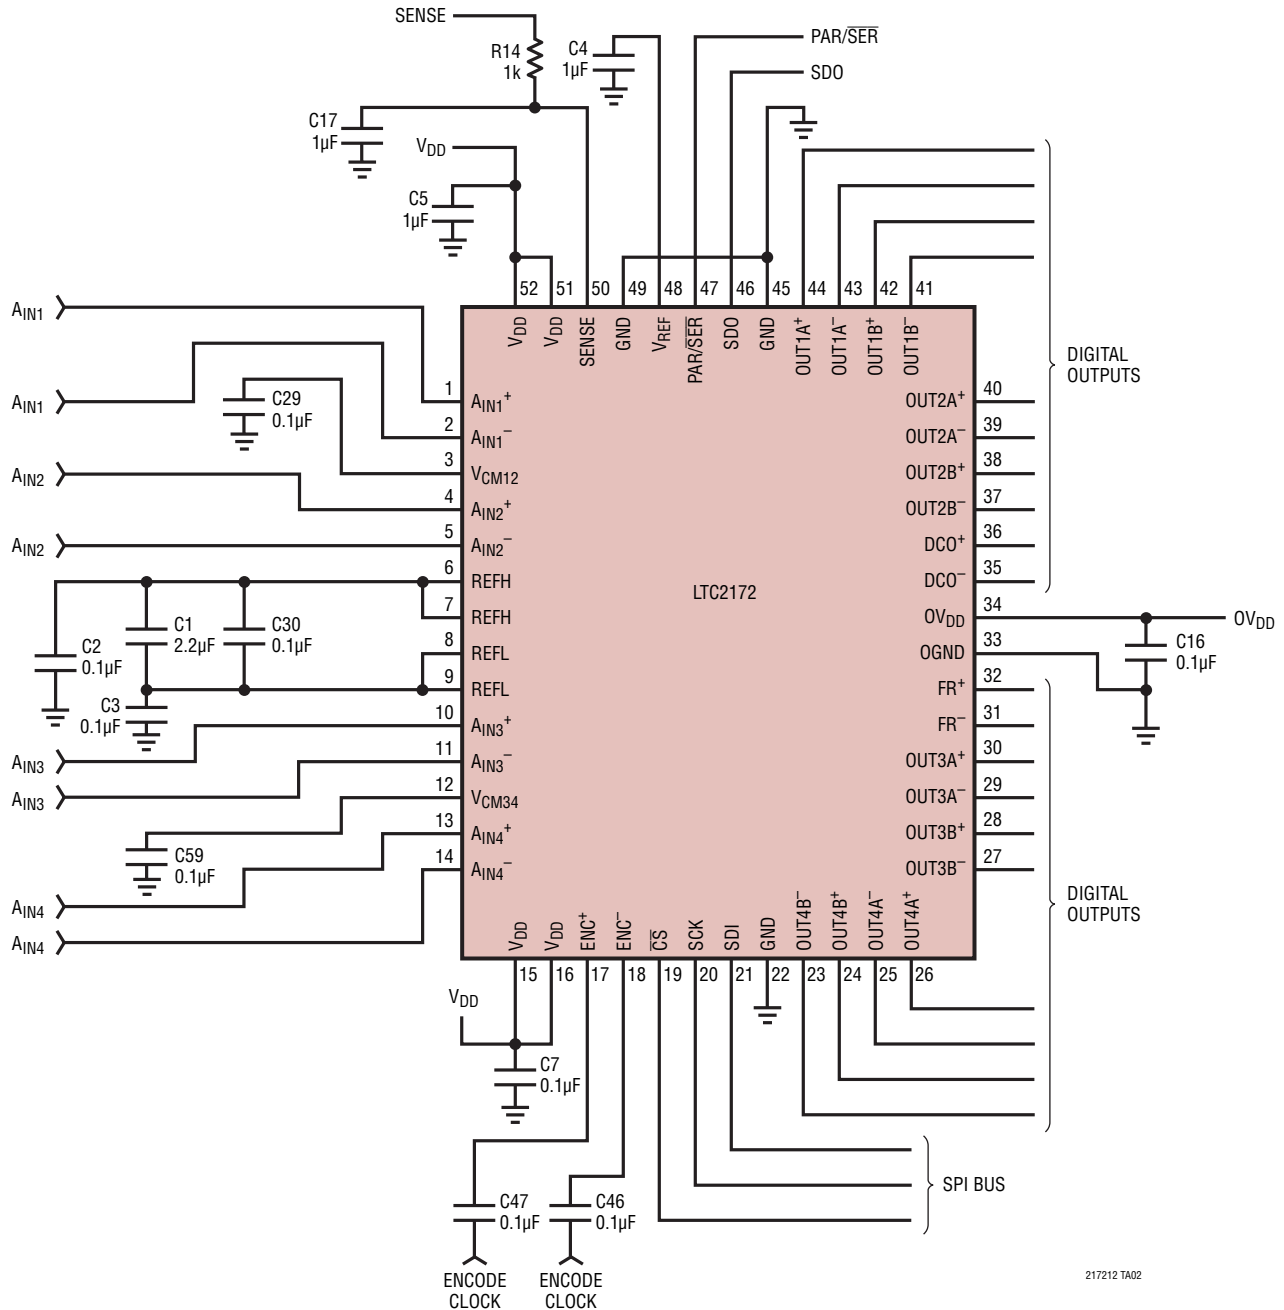 SENSE
R14
1k
C4
1µF
PAR/S̅E̅R̅
SDO
C17
1µF
VDD
C5
1µF
52 51 50 49 48 47 46 45 44 43 42 41
VDD
VDD
SENSE
GND
VREF
PAR/S̅E̅R̅
SDO
GND
OUT1A+
OUT1A–
OUT1B+
OUT1B–
DIGITAL
OUTPUTS
AIN1
AIN1
C29
0.1µF
AIN2
AIN2
1 AIN1+
2 AIN1–
3 VCM12
4 AIN2+
5 AIN2–
6 REFH
7 REFH
8 REFL
9 REFL
10 AIN3+
11 AIN3–
12 VCM34
13 AIN4+
14 AIN4–
LTC2172
OUT2A+ 40
OUT2A– 39
OUT2B+ 38
OUT2B– 37
DCO+ 36
DCO– 35
OVDD 34
OGND 33
FR+ 32
FR– 31
OUT3A+ 30
OUT3A– 29
OUT3B+ 28
OUT3B– 27
OVDD
C16
0.1µF
C2
0.1µF
C1
2.2µF
C30
0.1µF
C3
0.1µF
AIN3
AIN3
C59
0.1µF
AIN4
AIN4
DIGITAL
OUTPUTS
VDD
VDD
ENC+
ENC–
C̅S̅
SCK
SDI
GND
OUT4B–
OUT4B+
OUT4A–
OUT4A+
15 16 17 18 19 20 21 22 23 24 25 26
VDD
C7
0.1µF
C47
0.1µF
C46
0.1µF
SPI BUS
ENCODE
CLOCK
ENCODE
CLOCK
217212 TA02